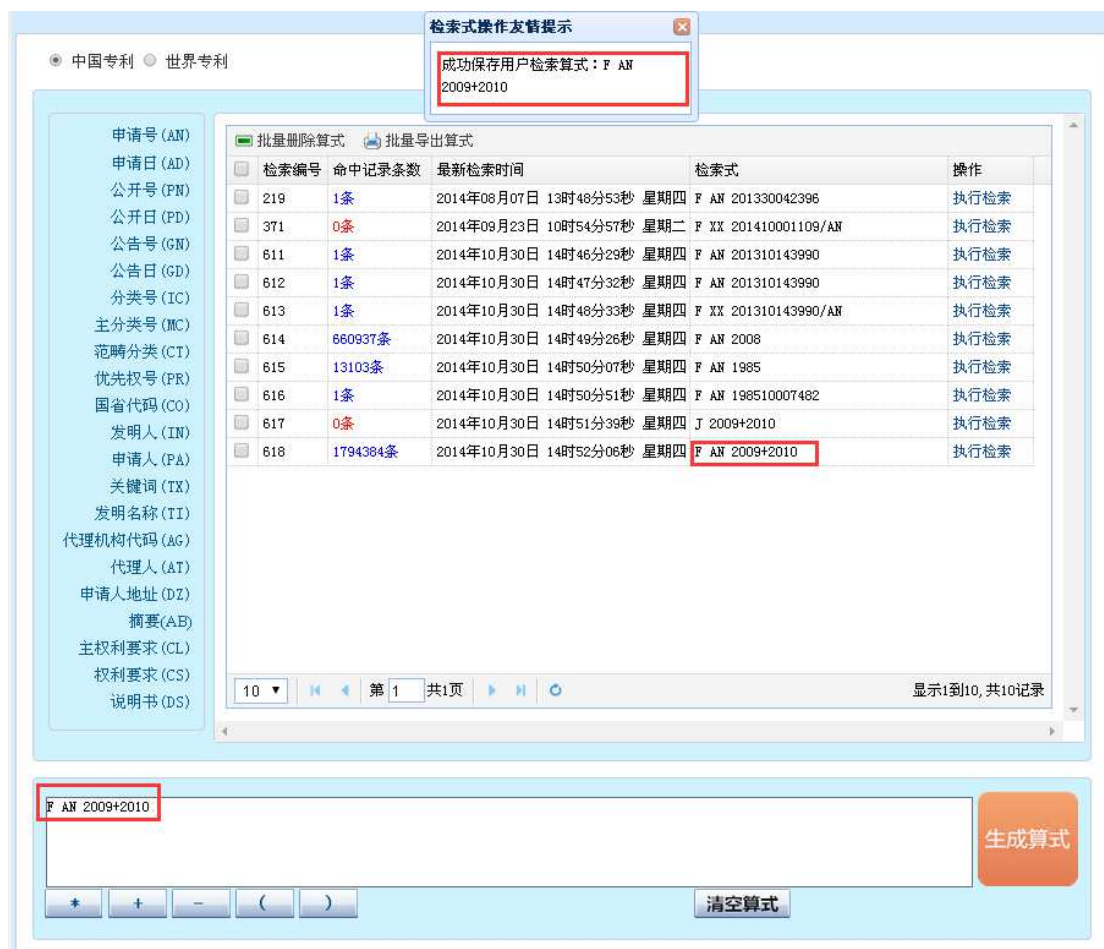 检索式操作友情提示
成功保存用户检索算式：F AN
2009+2010
中国专利 世界专利
申请号(AN)
申请日(AD)
公开号(PN)
公开日(PD)
公告号(GN)
公告日(GD)
分类号(IC)
主分类号(MC)
范畴分类(CT)
优先权号(PR)
国省代码(CO)
发明人(IN)
申请人(PA)
关键词(TX)
发明名称(TI)
代理机构代码(AG)
代理人(AT)
申请人地址(DZ)
摘要(AB)
主权利要求(CL)
权利要求(CS)
说明书(DS)
批量删除算式 批量导出算式
检索编号 命中记录条数 最新检索时间 检索式 操作
219 1条 2014年08月07日 13时48分53秒 星期四 F AN 201330042396 执行检索
371 0条 2014年09月23日 10时54分57秒 星期二 F XX 201410001109/AN 执行检索
611 1条 2014年10月30日 14时46分29秒 星期四 F AN 201310143990 执行检索
612 1条 2014年10月30日 14时47分32秒 星期四 F AN 201310143990 执行检索
613 1条 2014年10月30日 14时48分33秒 星期四 F XX 201310143990/AN 执行检索
614 660937条 2014年10月30日 14时49分26秒 星期四 F AN 2008 执行检索
615 13103条 2014年10月30日 14时50分07秒 星期四 F AN 1985 执行检索
616 1条 2014年10月30日 14时50分51秒 星期四 F AN 198510007482 执行检索
617 0条 2014年10月30日 14时51分39秒 星期四 J 2009+2010 执行检索
618 1794384条 2014年10月30日 14时52分06秒 星期四 F AN 2009+2010 执行检索
10 第 1 共1页 显示1到10,共10记录
F AN 2009+2010
生成算式
* + - ( ) 清空算式